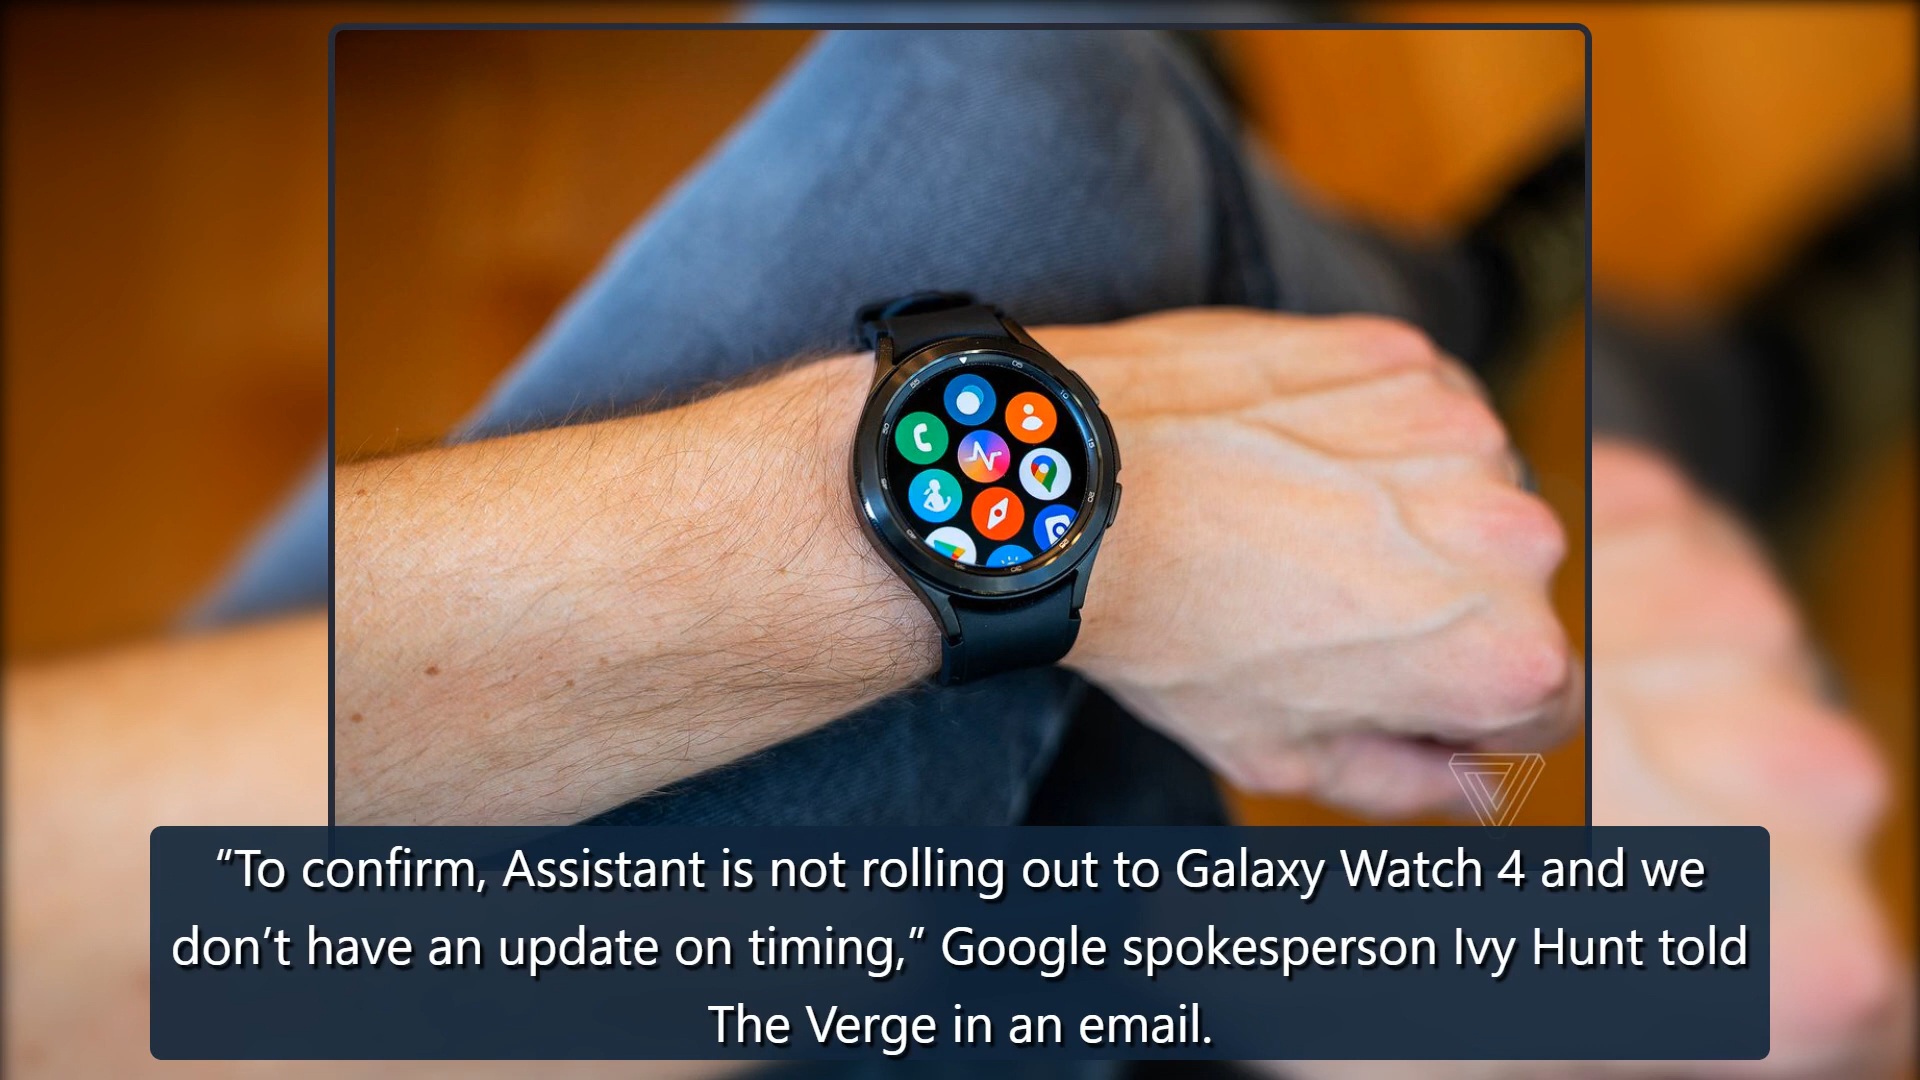 “To confirm, Assistant is not rolling out to Galaxy Watch 4 and we
don’t have an update on timing,” Google spokesperson Ivy Hunt told
The Verge in an email.